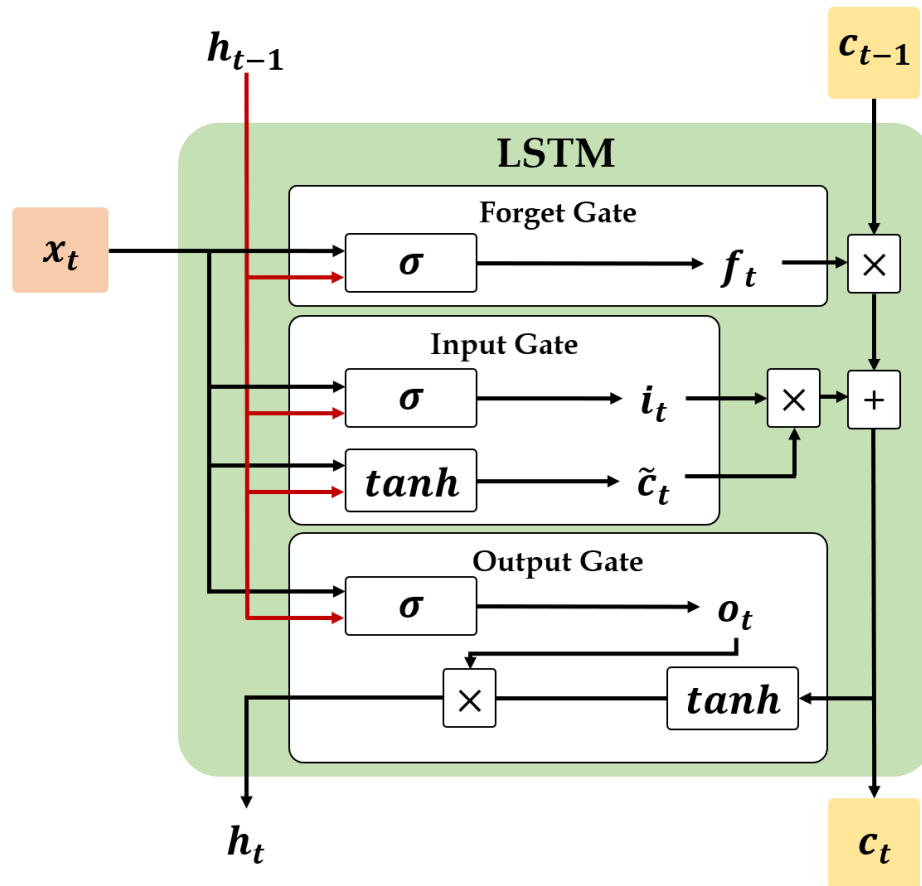 h_{t−1}
c_{t−1}
LSTM
Forget Gate
x_t
σ
f_t
×
Input Gate
σ
i_t
×
+
tanh
c̃_t
Output Gate
σ
o_t
×
tanh
h_t
c_t